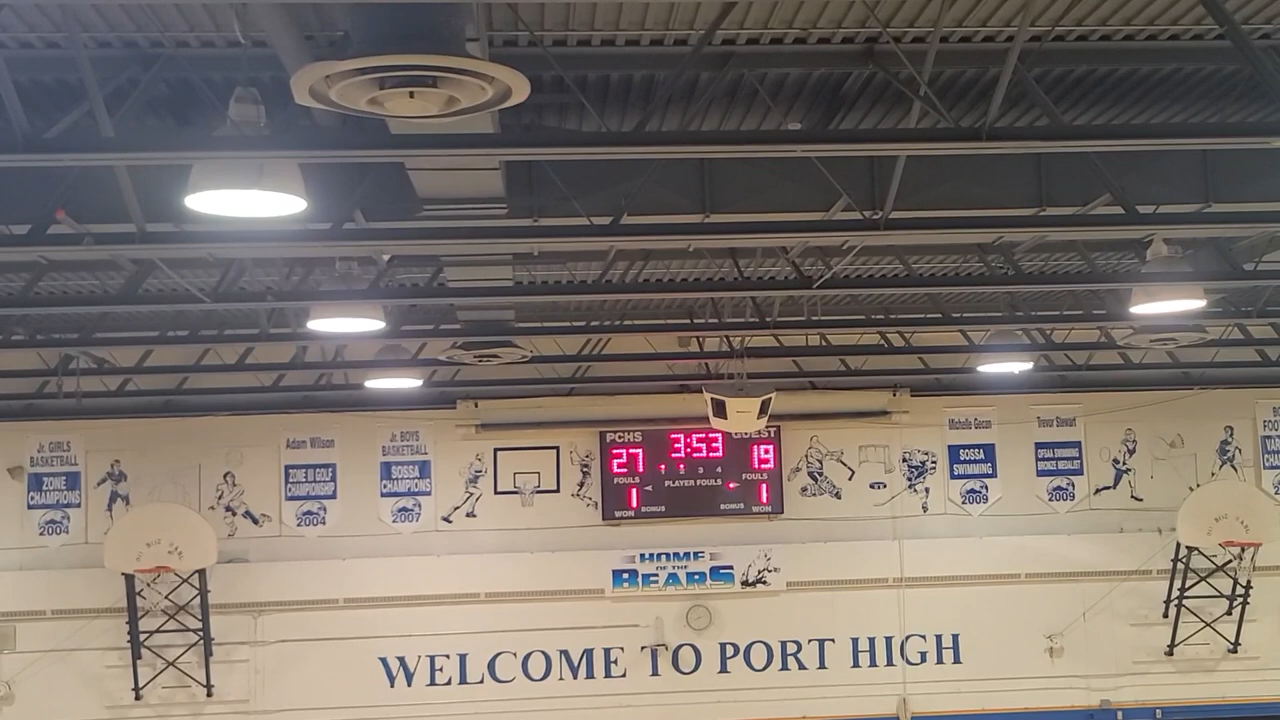 Jr. GIRLS
BASKETBALL
ZONE
CHAMPIONS
2004
Adam Wilson
ZONE III GOLF
CHAMPIONSHIP
2004
Jr. BOYS
BASKETBALL
SOSSA
CHAMPIONS
2007
PCHS
3:53
GUEST
27
1 2 3 4
19
FOULS
PLAYER FOULS
FOULS
1
1
WON
BONUS
BONUS
WON
Michelle Gecan
SOSSA
SWIMMING
2009
Trevor Stewart
OFSAA SWIMMING
BRONZE MEDALIST
2009
HOME
OF THE
BEARS
WELCOME TO PORT HIGH